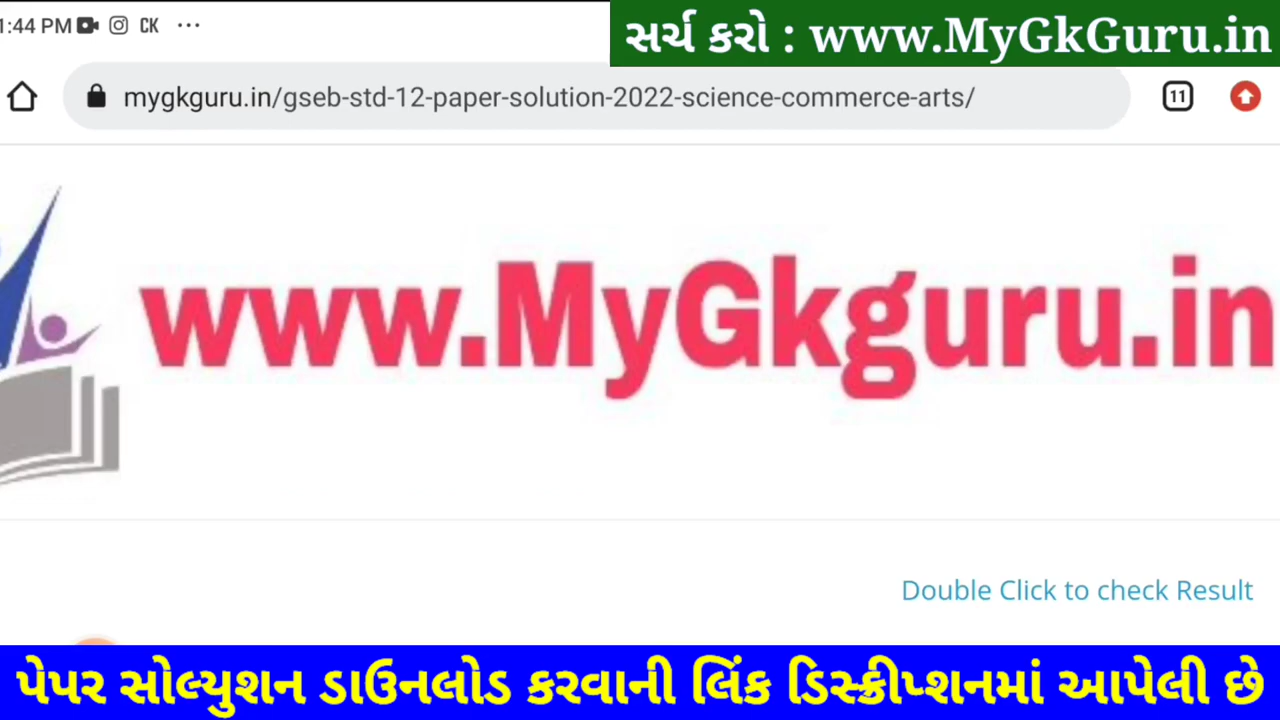 1:44 PM CK ...
સર્ચ કરો : www.MyGkGuru.in
mygkguru.in/gseb-std-12-paper-solution-2022-science-commerce-arts/
11
www.MyGkguru.in
Double Click to check Result
પેપર સોલ્યુશન ડાઉનલોડ કરવાની લિંક ડિસ્ક્રીપ્શનમાં આપેલી છે